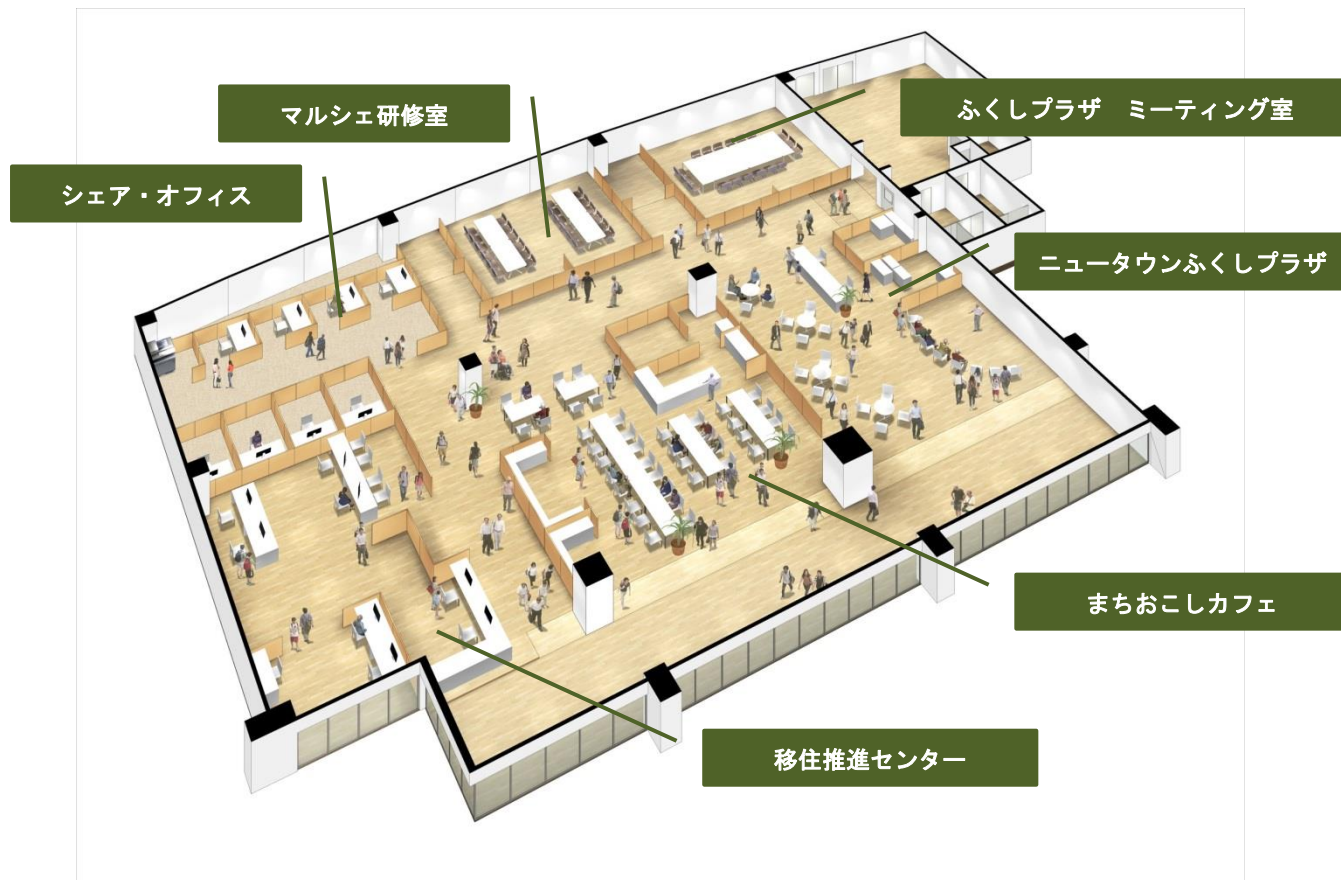 マルシェ研修室
ふくしプラザ　ミーティング室
シェア・オフィス
ニュータウンふくしプラザ
まちおこしカフェ
移住推進センター